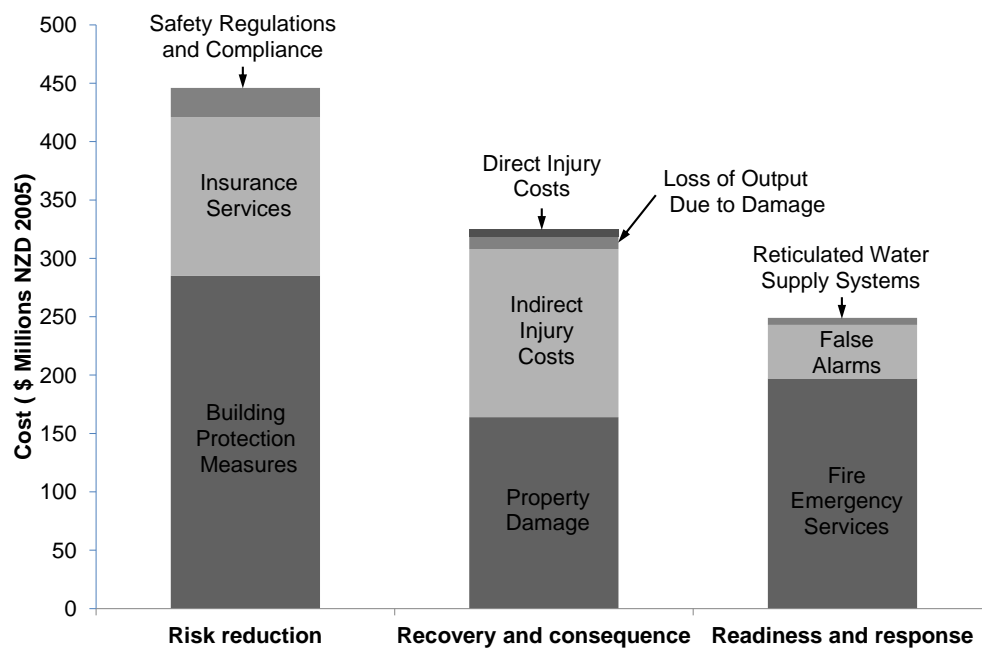 Cost ( $ Millions NZD 2005)
500
450
400
350
300
250
200
150
100
50
0
Safety Regulations
and Compliance
Insurance
Services
Building
Protection
Measures
Direct Injury
Costs
Loss of Output
Due to Damage
Indirect
Injury
Costs
Property
Damage
Reticulated Water
Supply Systems
False
Alarms
Fire
Emergency
Services
Risk reduction
Recovery and consequence
Readiness and response